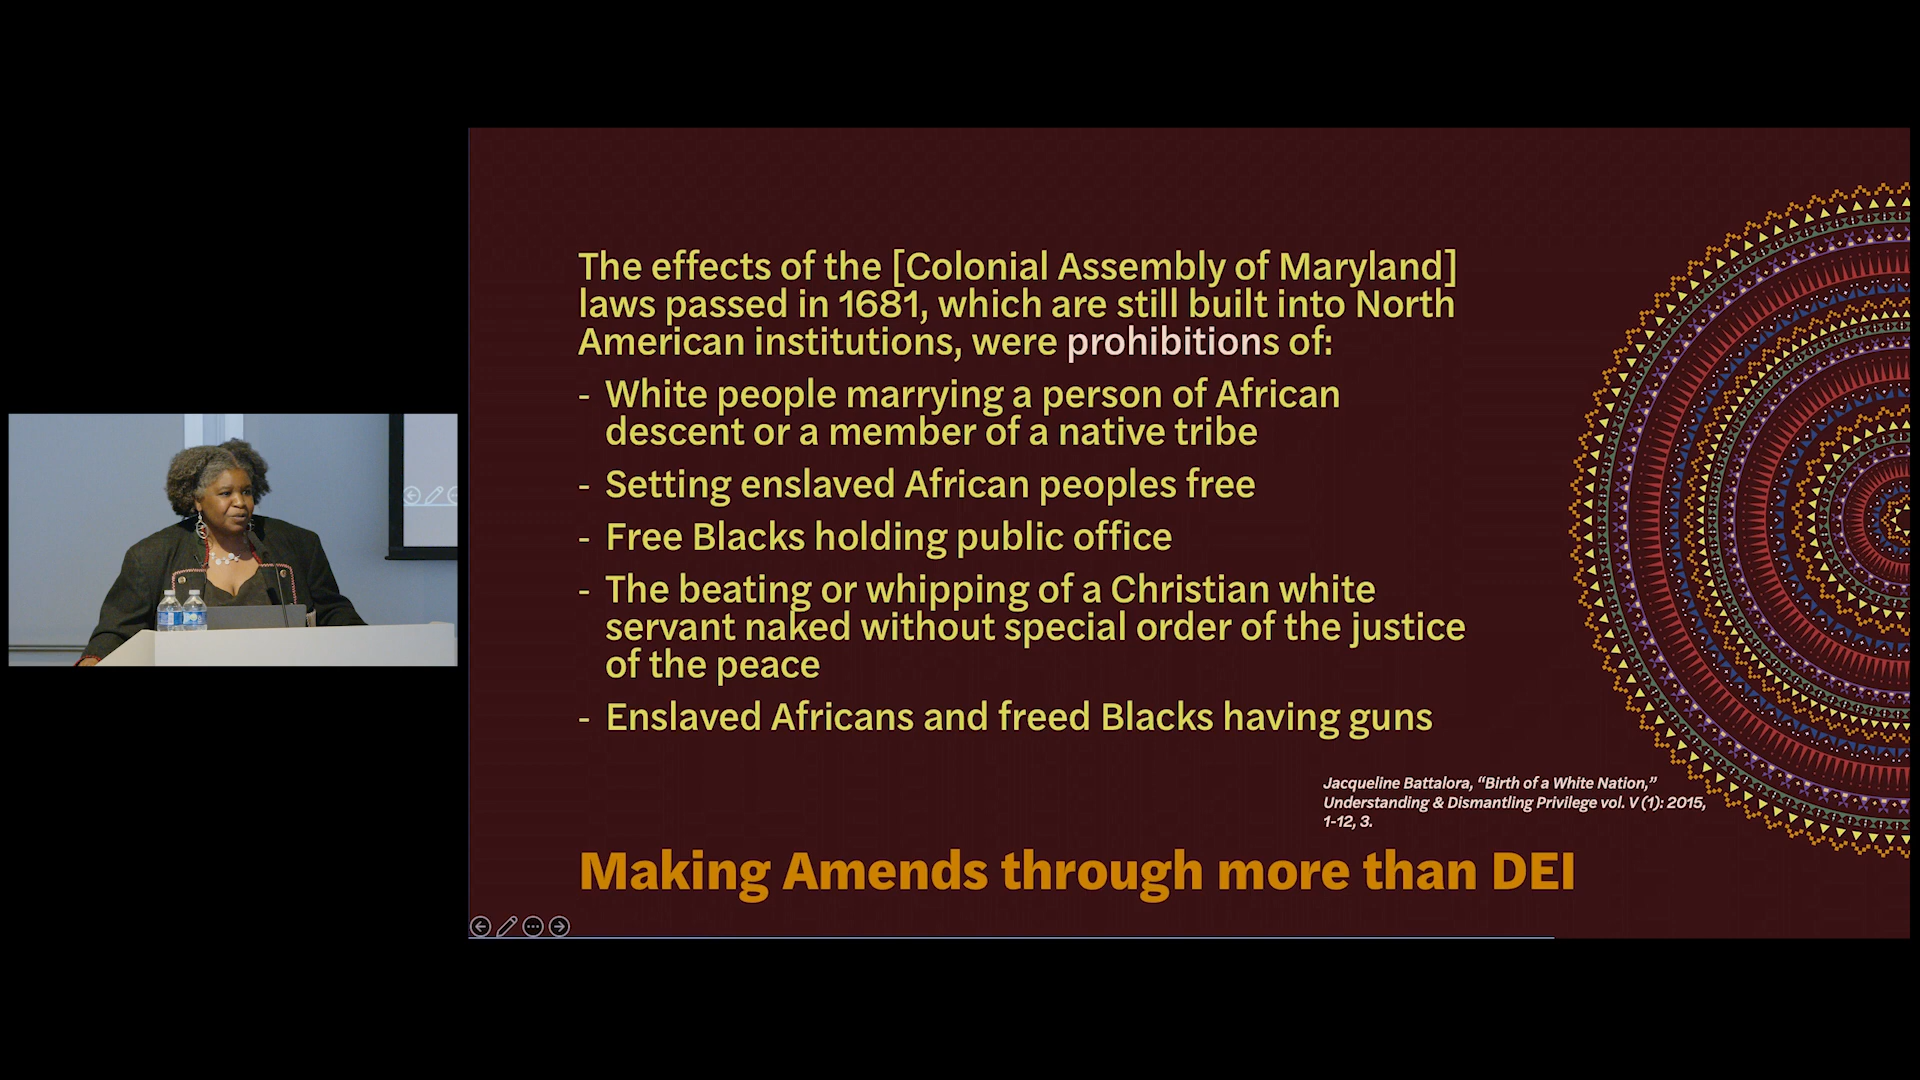 The effects of the [Colonial Assembly of Maryland]
laws passed in 1681, which are still built into North
American institutions, were prohibitions of:
- White people marrying a person of African
descent or a member of a native tribe
- Setting enslaved African peoples free
- Free Blacks holding public office
- The beating or whipping of a Christian white
servant naked without special order of the justice
of the peace
- Enslaved Africans and freed Blacks having guns
Jacqueline Battalora, “Birth of a White Nation,”
Understanding & Dismantling Privilege vol. V (1): 2015,
1-12, 3.
Making Amends through more than DEI